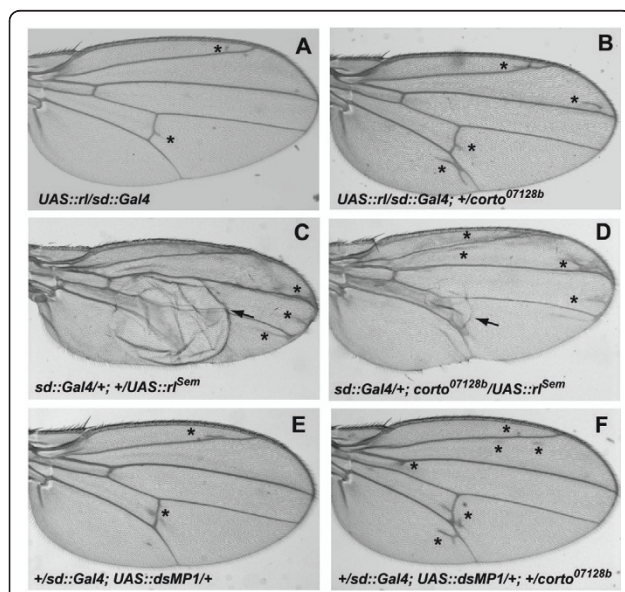 A
*
*
UAS::rl/sd::Gal4
B
*
*
*
*
UAS::rl/sd::Gal4; +/corto07128b
C
*
*
*
sd::Gal4/+; +/UAS::rlSem
D
*
*
*
*
sd::Gal4/+; corto07128b/UAS::rlSem
E
*
*
+/sd::Gal4; UAS::dsMP1/+
F
*
*
*
*
*
*
+/sd::Gal4; UAS::dsMP1/+; +/corto07128b